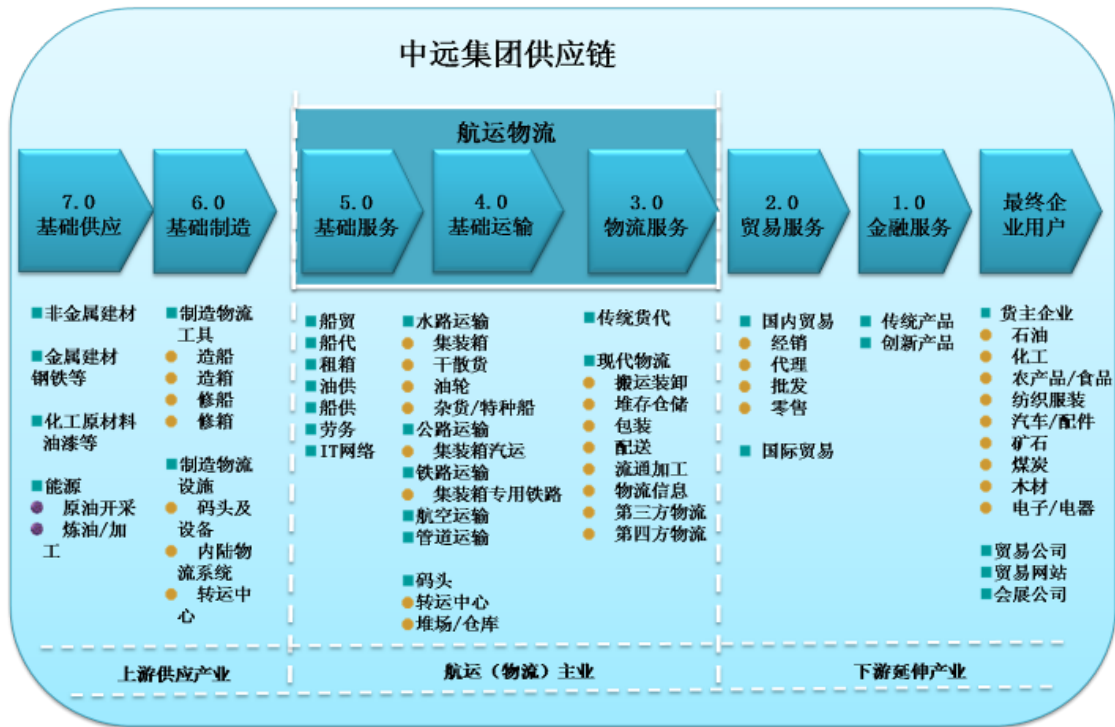 中远集团供应链
航运物流
7.0
基础供应
6.0
基础制造
5.0
基础服务
4.0
基础运输
3.0
物流服务
2.0
贸易服务
1.0
金融服务
最终企
业用户
非金属建材
金属建材
钢铁等
化工原材料
油漆等
能源
原油开采
炼油/加
工
制造物流
工具
造船
造箱
修船
修箱
制造物流
设施
码头及
设备
内陆物
流系统
转运中
心
船贸
船代
租箱
油供
船供
劳务
IT网络
水路运输
集装箱
干散货
油轮
杂货/特种船
公路运输
集装箱汽运
铁路运输
集装箱专用铁路
航空运输
管道运输
码头
转运中心
堆场/仓库
传统货代
现代物流
搬运装卸
堆存仓储
包装
配送
流通加工
物流信息
第三方物流
第四方物流
国内贸易
经销
代理
批发
零售
国际贸易
传统产品
创新产品
货主企业
石油
化工
农产品/食品
纺织服装
汽车/配件
矿石
煤炭
木材
电子/电器
贸易公司
贸易网站
会展公司
上游供应产业
航运（物流）主业
下游延伸产业